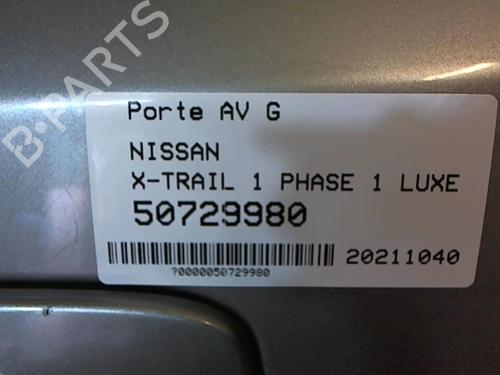 B-PARTS
Porte AV G
NISSAN
X-TRAIL 1 PHASE 1 LUXE
50729980
20211040
?0000050729980